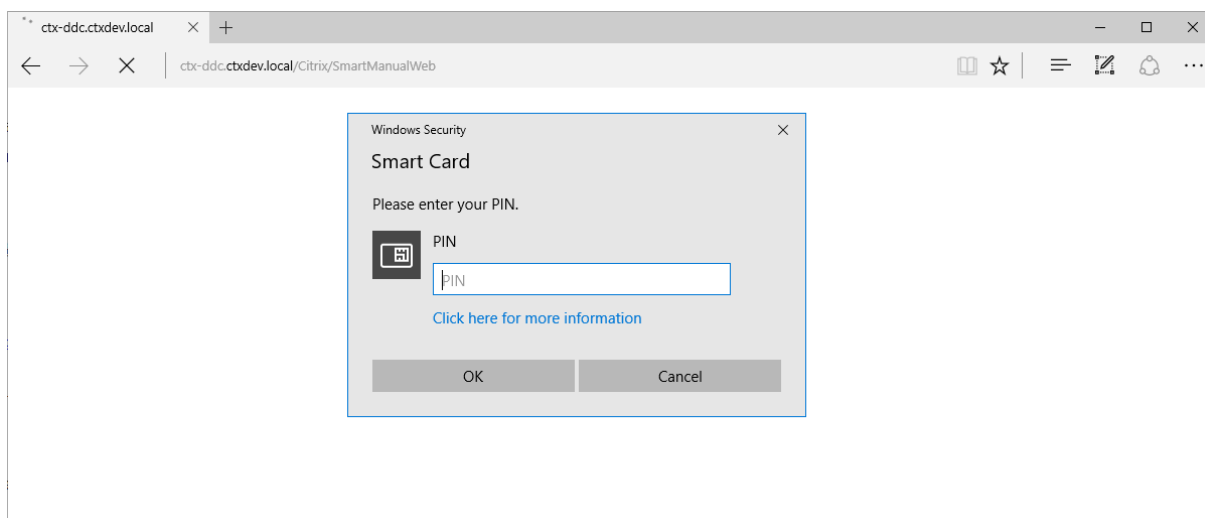 ctx-ddc.ctxdev.local
ctx-ddc.ctxdev.local/Citrix/SmartManualWeb
Windows Security
Smart Card
Please enter your PIN.
PIN
PIN
Click here for more information
OK Cancel